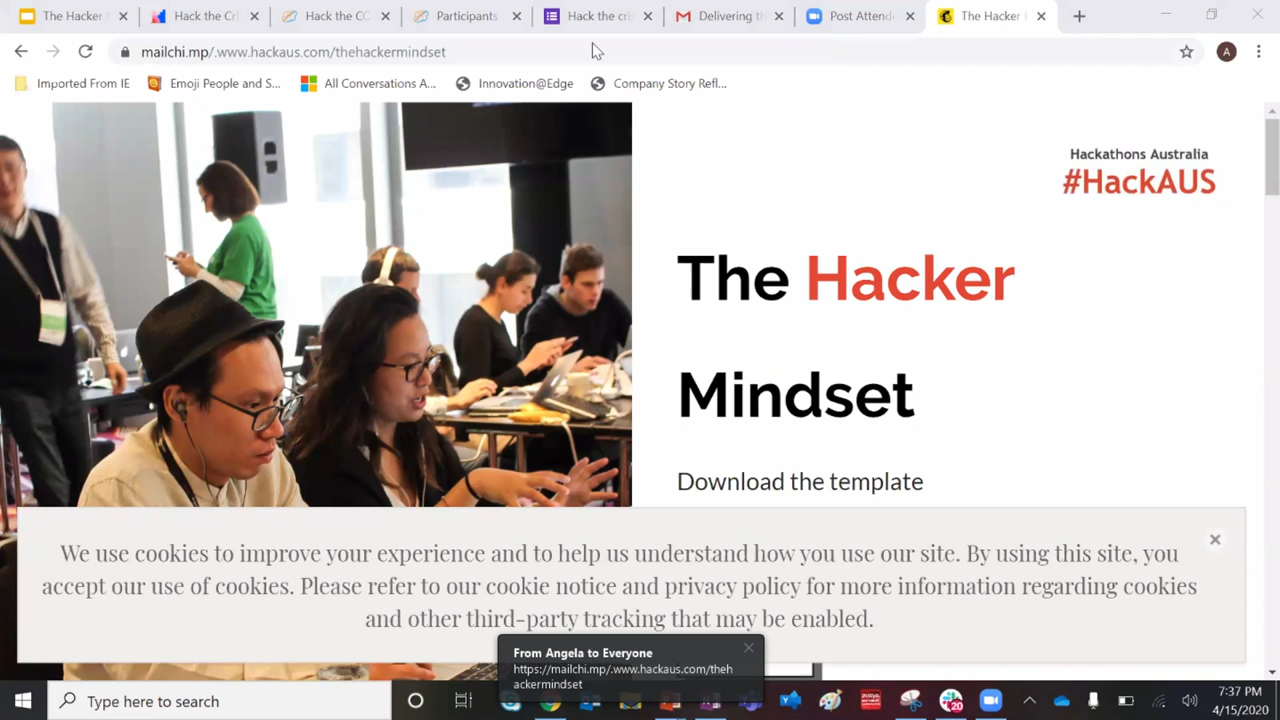 The Hacker
Hack the Cri
Hack the CO
Participants
Hack the cri
Delivering th
Post Attend
The Hacker
mailchi.mp/.www.hackaus.com/thehackermindset
A
Imported From IE
Emoji People and S...
All Conversations A...
Innovation@Edge
Company Story Refl...
Hackathons Australia
#HackAUS
The Hacker
Mindset
Download the template
We use cookies to improve your experience and to help us understand how you use our site. By using this site, you
accept our use of cookies. Please refer to our cookie notice and privacy policy for more information regarding cookies
and other third-party tracking that may be enabled.
From Angela to Everyone
https://mailchi.mp/.www.hackaus.com/theh
ackermindset
Type here to search
20
7:37 PM
4/15/2020